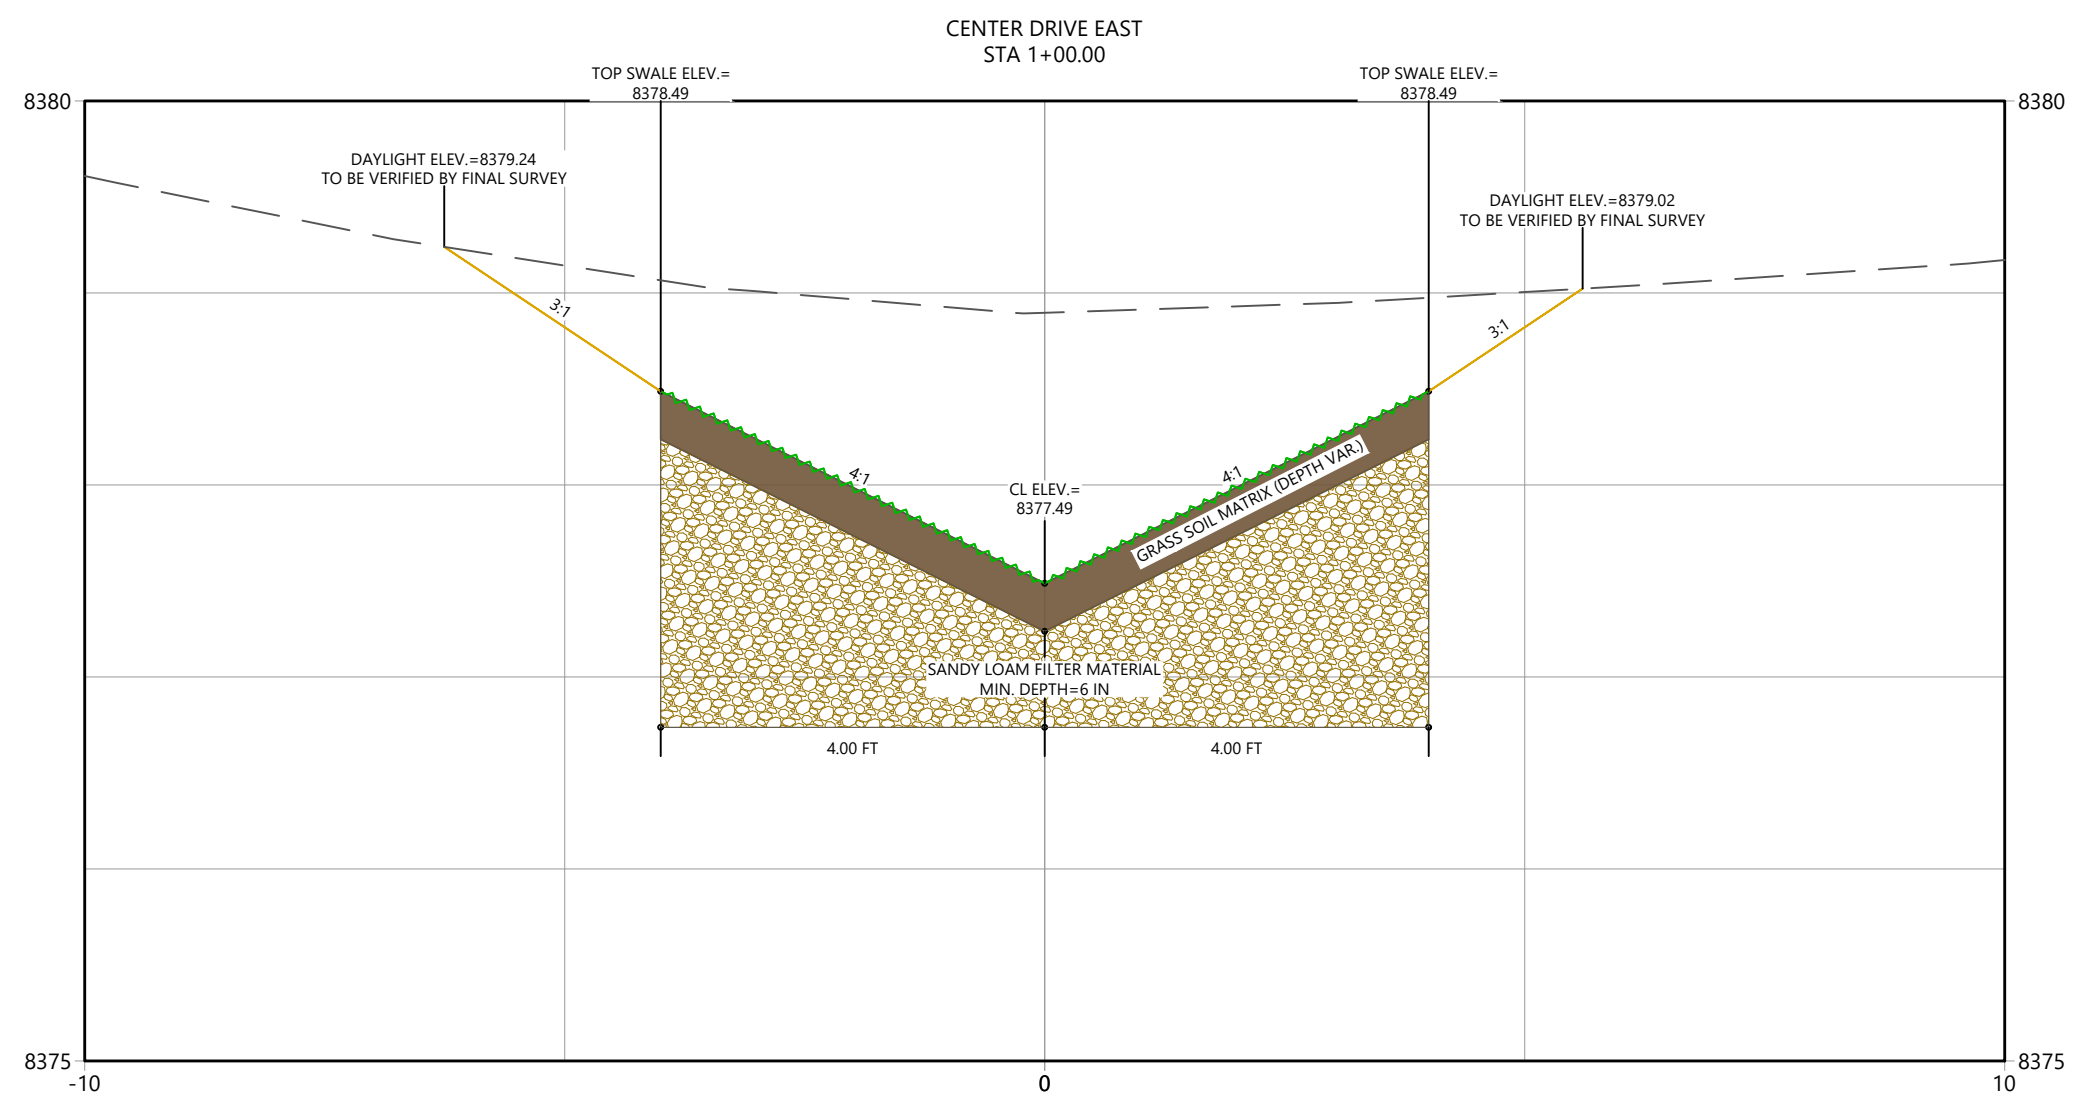 CENTER DRIVE EAST
STA 1+00.00
TOP SWALE ELEV.=
8378.49
TOP SWALE ELEV.=
8378.49
8380
8380
DAYLIGHT ELEV.=8379.24
TO BE VERIFIED BY FINAL SURVEY
DAYLIGHT ELEV.=8379.02
TO BE VERIFIED BY FINAL SURVEY
3:1
3:1
4:1
4:1
GRASS SOIL MATRIX (DEPTH VAR.)
CL ELEV.=
8377.49
SANDY LOAM FILTER MATERIAL
MIN. DEPTH=6 IN
4.00 FT
4.00 FT
8375
8375
-10
0
10